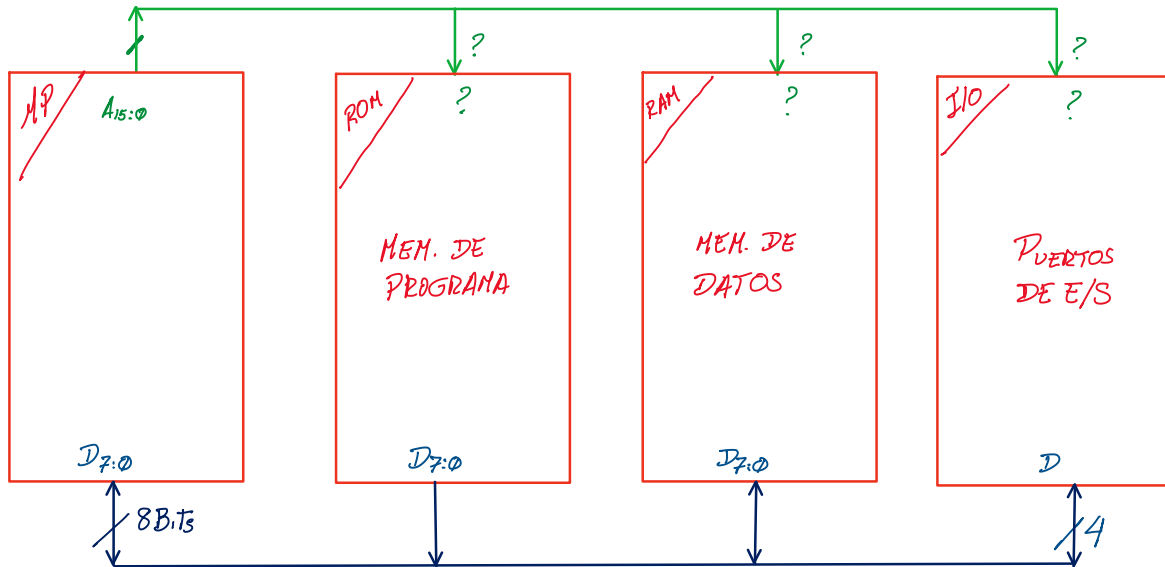 ?
?
?
MP
A15:0
ROM
?
RAM
?
I/O
?
MEM. DE
PROGRAMA
MEM. DE
DATOS
PUERTOS
DE E/S
D7:0
D7:0
D7:0
D
8BiTs
4